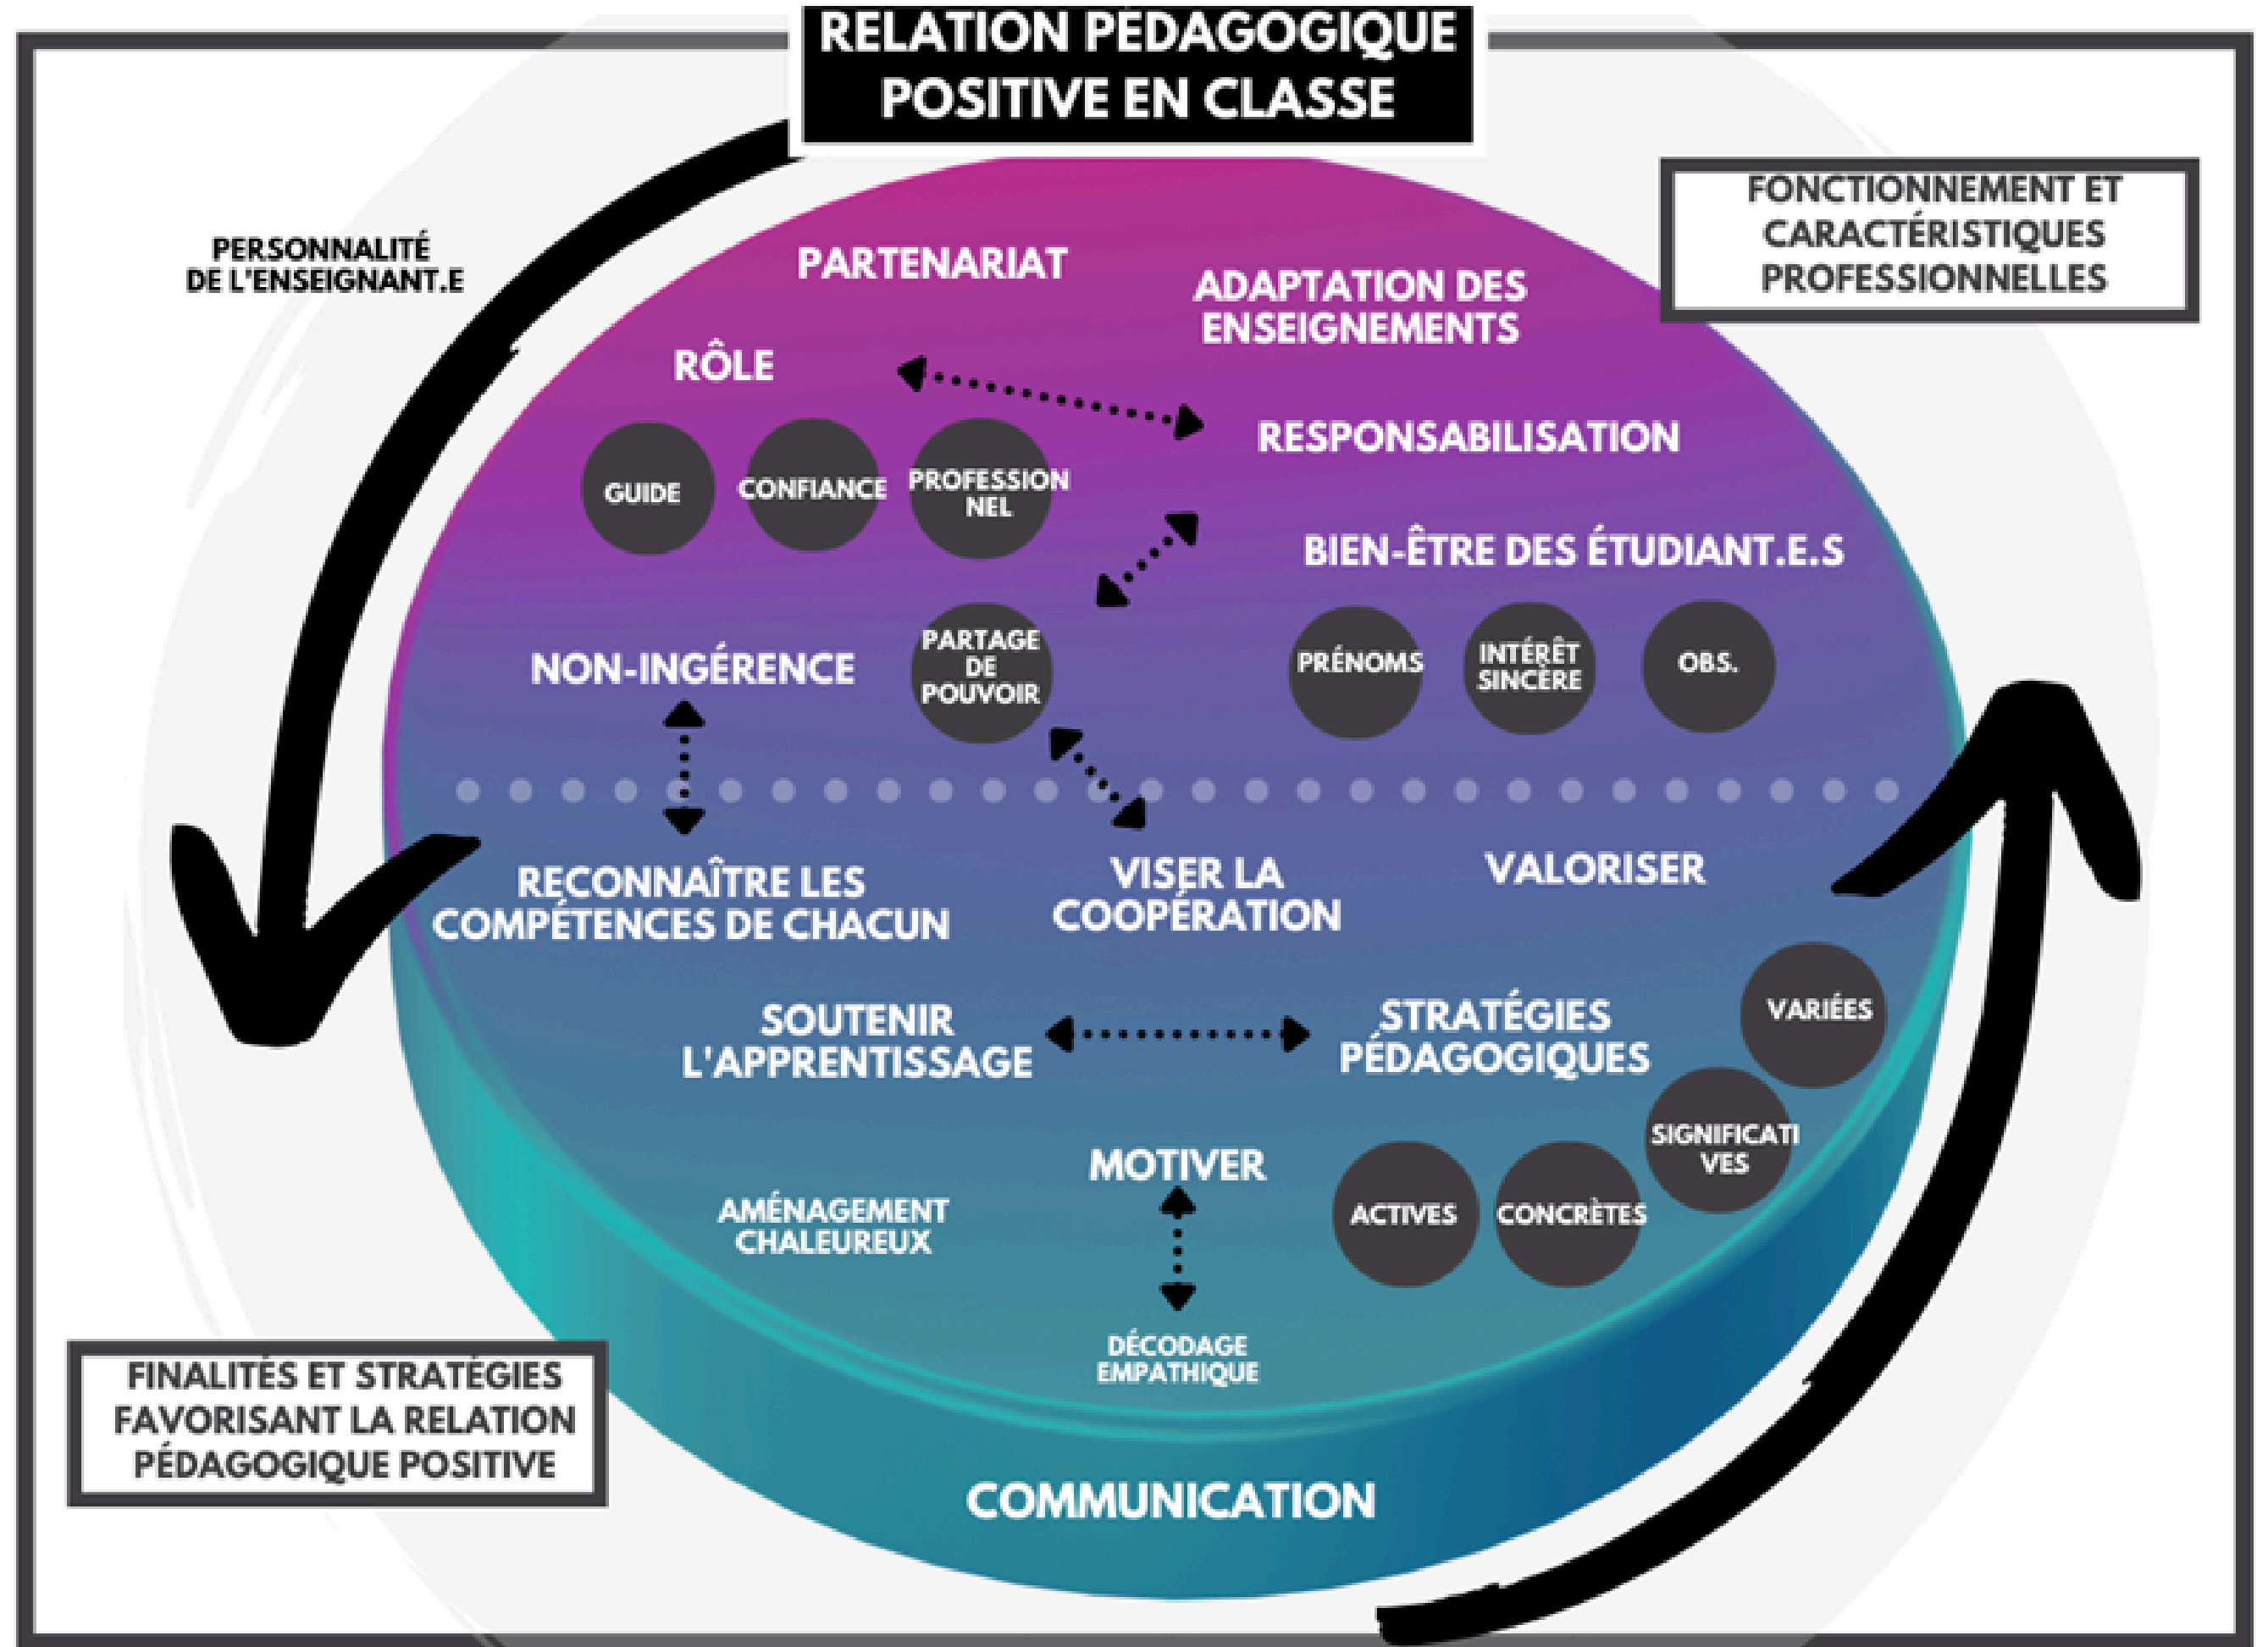 RELATION PÉDAGOGIQUE
POSITIVE EN CLASSE
PERSONNALITÉ
DE L'ENSEIGNANT.E
FONCTIONNEMENT ET
CARACTÉRISTIQUES
PROFESSIONNELLES
PARTENARIAT
ADAPTATION DES
ENSEIGNEMENTS
RÔLE
RESPONSABILISATION
GUIDE
CONFIANCE
PROFESSION
NEL
BIEN-ÊTRE DES ÉTUDIANT.E.S
NON-INGÉRENCE
PARTAGE
DE
POUVOIR
PRÉNOMS
INTÉRÊT
SINCÈRE
OBS.
RECONNAÎTRE LES
COMPÉTENCES DE CHACUN
VISER LA
COOPÉRATION
VALORISER
SOUTENIR
L'APPRENTISSAGE
STRATÉGIES
PÉDAGOGIQUES
VARIÉES
SIGNIFICATI
VES
MOTIVER
ACTIVES
CONCRÈTES
AMÉNAGEMENT
CHALEUREUX
DÉCODAGE
EMPATHIQUE
FINALITÉS ET STRATÉGIES
FAVORISANT LA RELATION
PÉDAGOGIQUE POSITIVE
COMMUNICATION